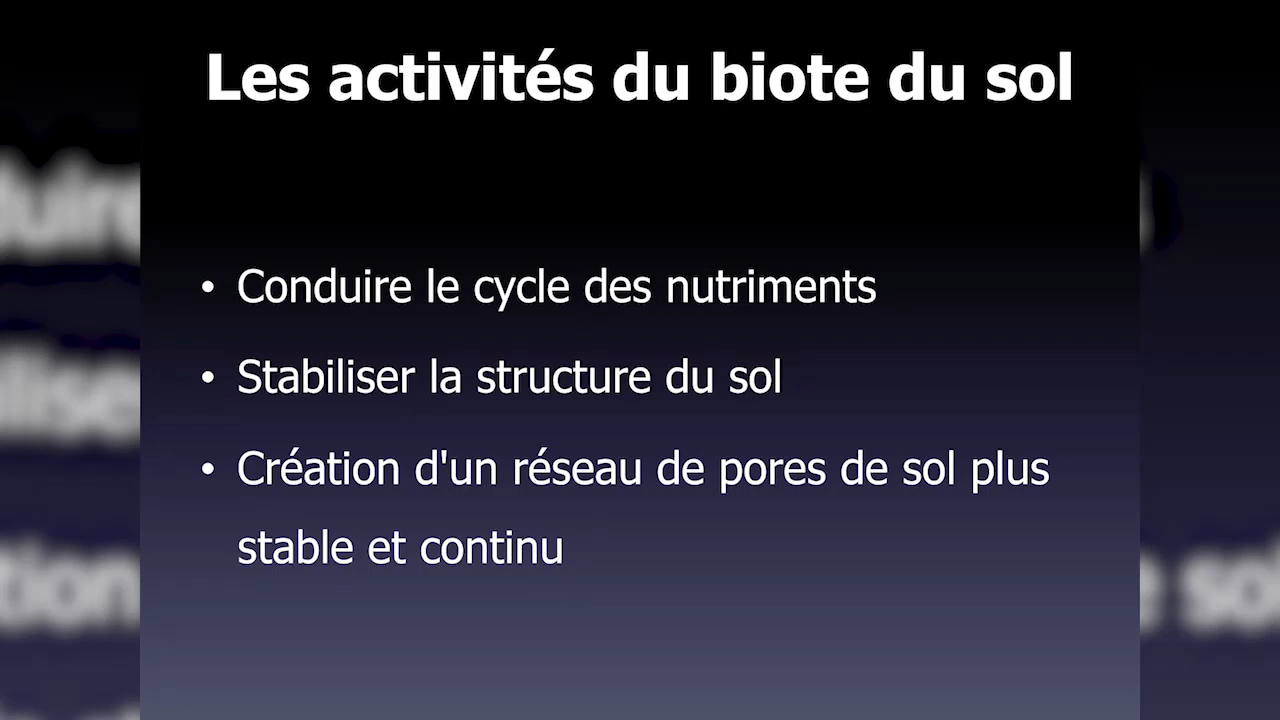 Les activités du biote du sol
• Conduire le cycle des nutriments
• Stabiliser la structure du sol
• Création d'un réseau de pores de sol plus
stable et continu